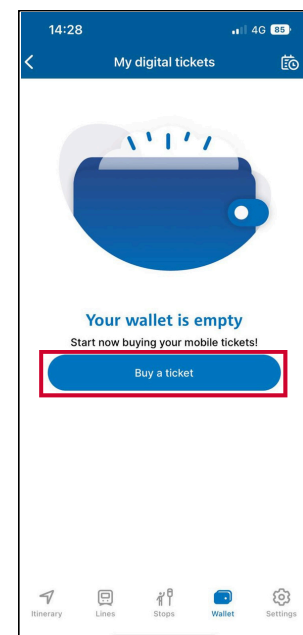 14:28 4G 85
My digital tickets
Your wallet is empty
Start now buying your mobile tickets!
Buy a ticket
Itinerary Lines Stops Wallet Settings